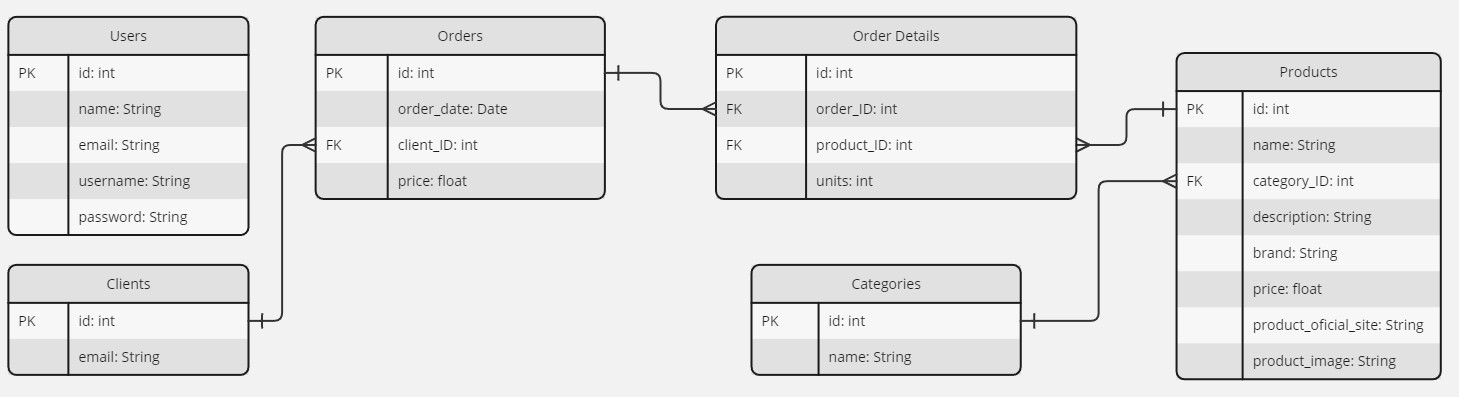 Users
PK id: int
name: String
email: String
username: String
password: String
Clients
PK id: int
email: String
Orders
PK id: int
order_date: Date
FK client_ID: int
price: float
Order Details
PK id: int
FK order_ID: int
FK product_ID: int
units: int
Categories
PK id: int
name: String
Products
PK id: int
name: String
FK category_ID: int
description: String
brand: String
price: float
product_oficial_site: String
product_image: String